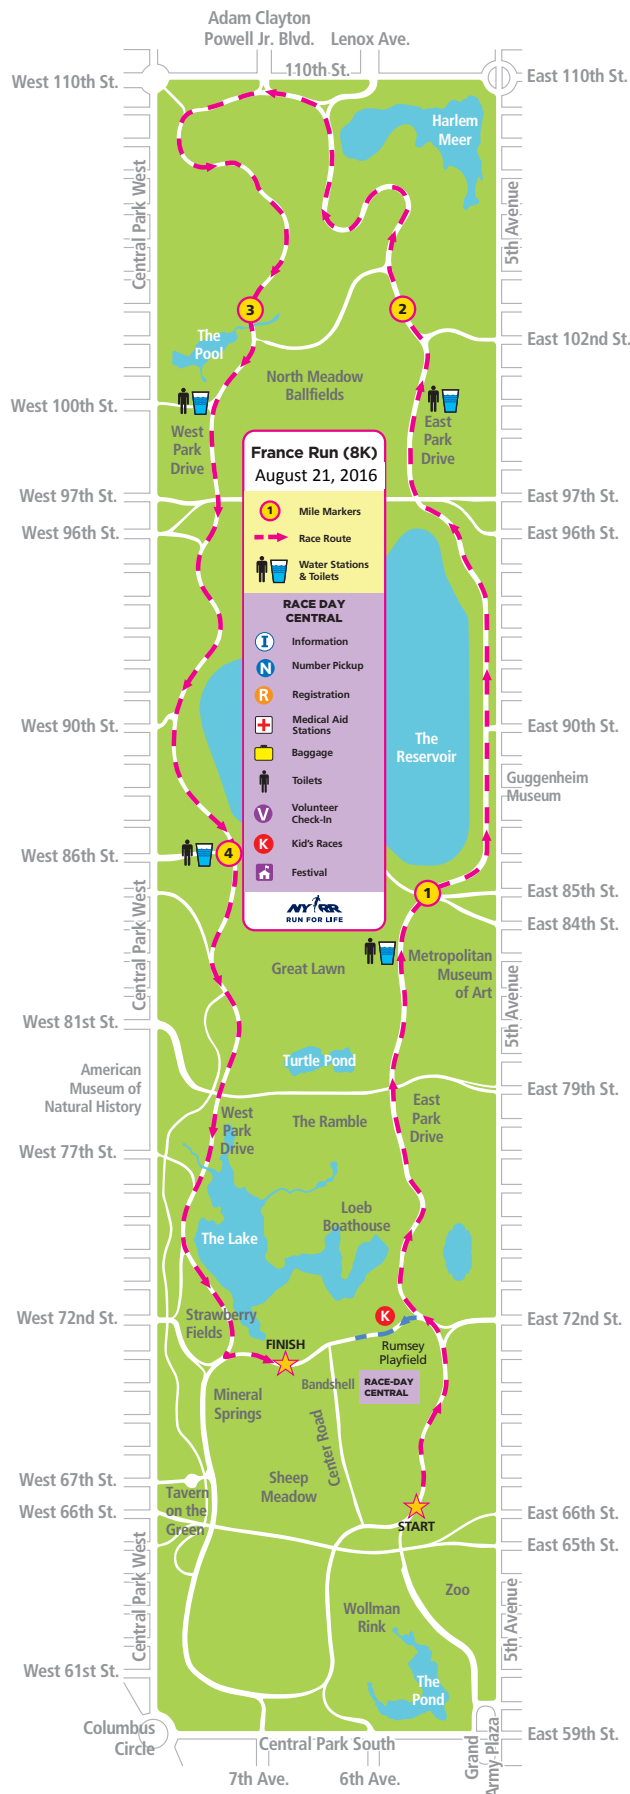 Adam Clayton
Powell Jr. Blvd.
Lenox Ave.
110th St.
West 110th St.
East 110th St.
Harlem
Meer
Central Park West
5th Avenue
3
2
The
Pool
East 102nd St.
North Meadow
Ballfields
West 100th St.
West
Park
Drive
East
Park
Drive
France Run (8K)
August 21, 2016
1
Mile Markers
Race Route
Water Stations
& Toilets
RACE DAY
CENTRAL
I
Information
N
Number Pickup
R
Registration
Medical Aid
Stations
Baggage
Toilets
V
Volunteer
Check-In
K
Kid's Races
Festival
NYRR
RUN FOR LIFE
West 97th St.
East 97th St.
West 96th St.
East 96th St.
West 90th St.
East 90th St.
The
Reservoir
Guggenheim
Museum
West 86th St.
4
1
East 85th St.
East 84th St.
Central Park West
5th Avenue
Great Lawn
Metropolitan
Museum
of Art
West 81st St.
Turtle Pond
American
Museum of
Natural History
East 79th St.
West
Park
Drive
The Ramble
East
Park
Drive
West 77th St.
Loeb
Boathouse
The Lake
West 72nd St.
East 72nd St.
Strawberry
Fields
K
FINISH
Rumsey
Playfield
Bandshell
RACE-DAY
CENTRAL
Mineral
Springs
Center Road
West 67th St.
Sheep
Meadow
Tavern
on the
Green
West 66th St.
START
East 66th St.
East 65th St.
Central Park West
5th Avenue
Zoo
Wollman
Rink
West 61st St.
The
Pond
Columbus
Circle
Central Park South
Grand
Army Plaza
East 59th St.
7th Ave.
6th Ave.